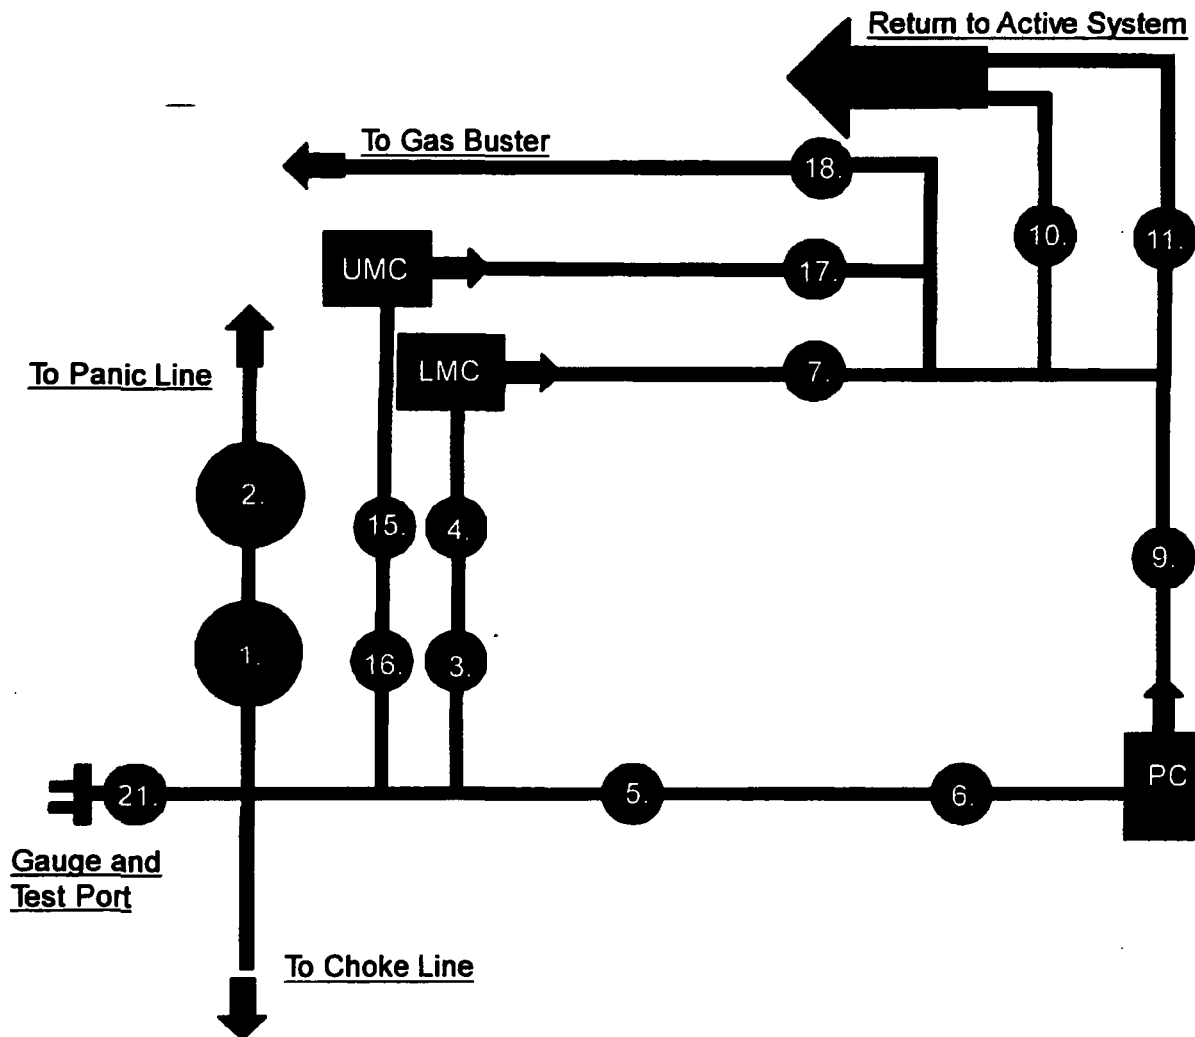 Return to Active System
To Gas Buster
18.
10.
11.
UMC
17.
To Panic Line
LMC
7.
2.
15.
4.
9.
1.
16.
3.
PC
21.
5.
6.
Gauge and
Test Port
To Choke Line